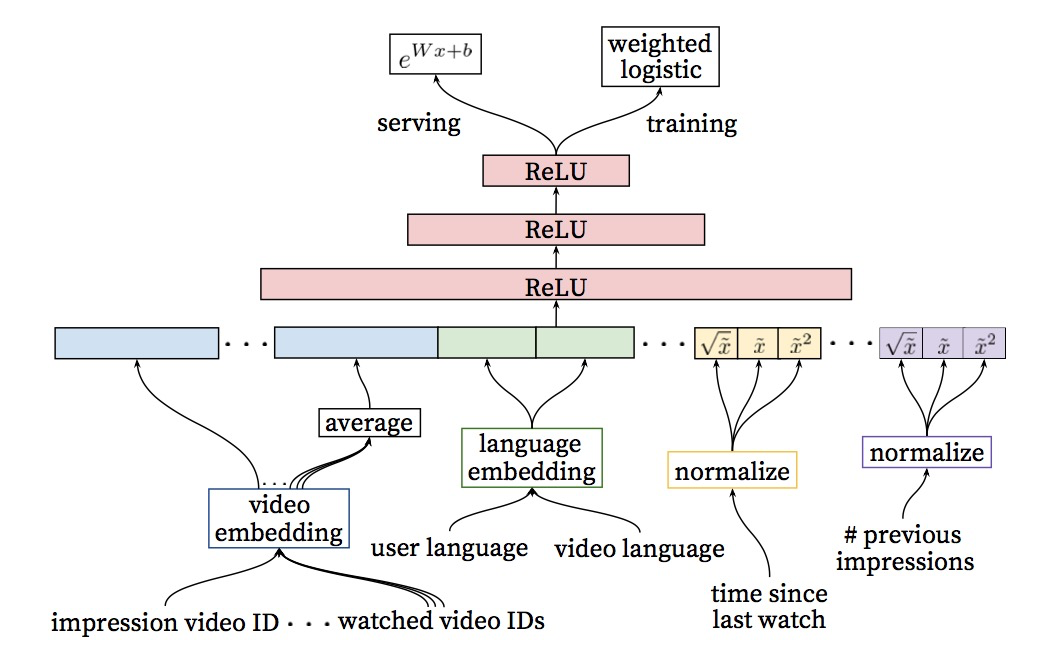 e^{Wx+b}
weighted
logistic
serving
training
ReLU
ReLU
ReLU
. . .
. . .
√x̃ x̃ x̃²
. . .
√x̃ x̃ x̃²
average
language
embedding
normalize
normalize
. . .
video
embedding
user language
video language
# previous
impressions
time since
last watch
impression video ID . . . watched video IDs